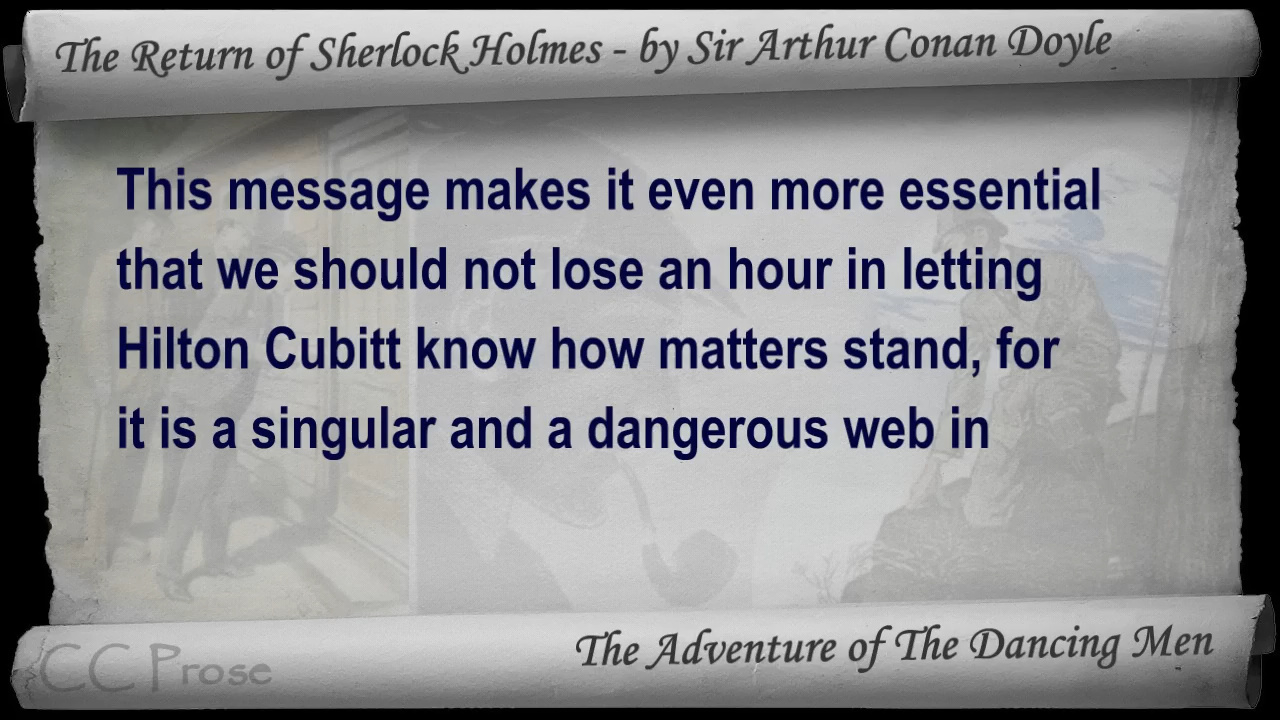 The Return of Sherlock Holmes - by Sir Arthur Conan Doyle
This message makes it even more essential
that we should not lose an hour in letting
Hilton Cubitt know how matters stand, for
it is a singular and a dangerous web in
The Adventure of The Dancing Men
CC Prose